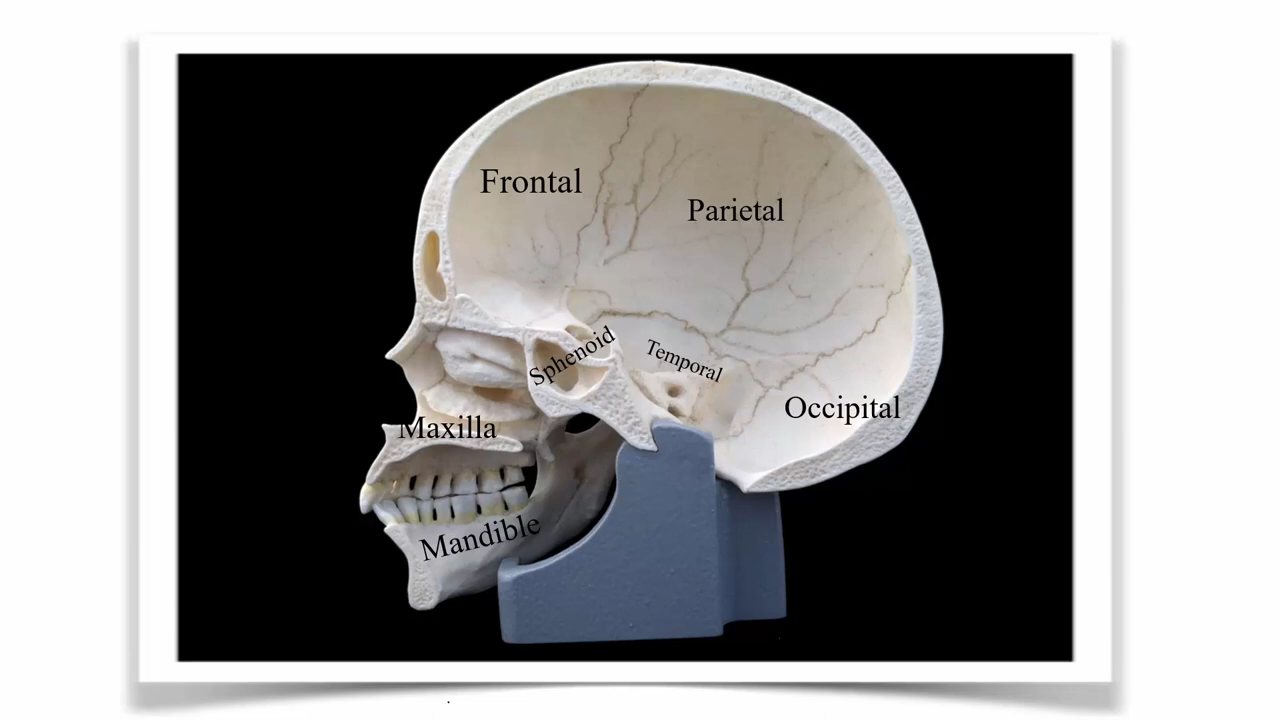 Frontal
Parietal
Sphenoid
Temporal
Occipital
Maxilla
Mandible